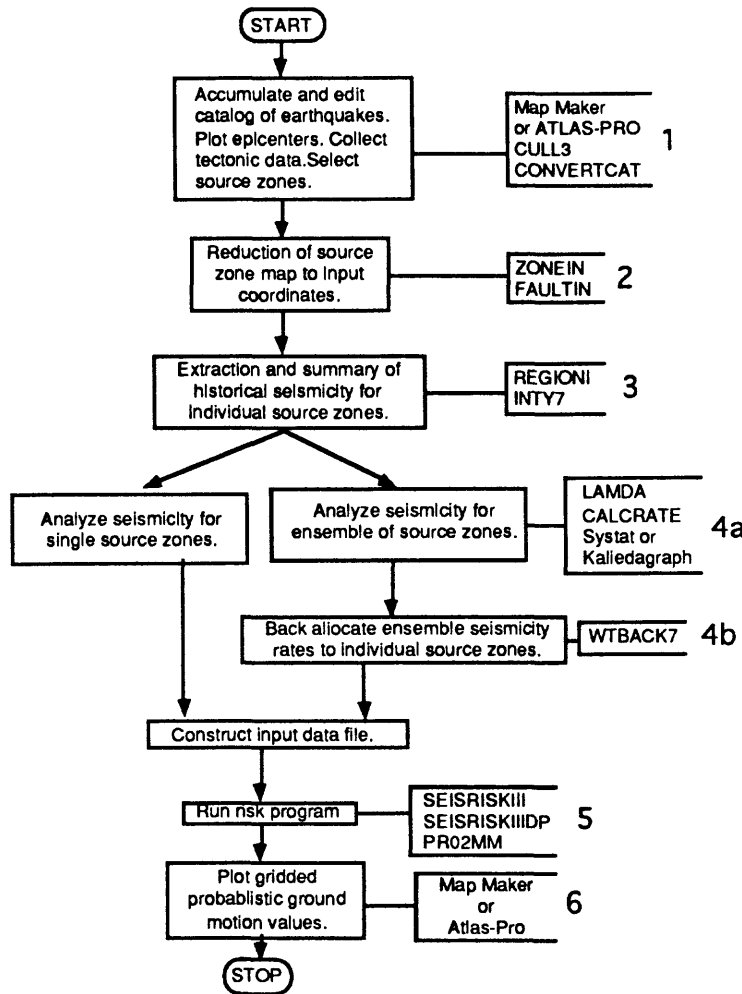 START
Accumulate and edit
catalog of earthquakes.
Plot epicenters. Collect
tectonic data.Select
source zones.
Map Maker
or ATLAS-PRO
CULL3
CONVERTCAT
1
Reduction of source
zone map to input
coordinates.
ZONEIN
FAULTIN
2
Extraction and summary of
historical seismicity for
individual source zones.
REGIONI
INTY7
3
Analyze seismicity for
single source zones.
Analyze seismicity for
ensemble of source zones.
LAMDA
CALCRATE
Systat or
Kaliedagraph
4a
Back allocate ensemble seismicity
rates to individual source zones.
WTBACK7
4b
Construct input data file.
Run risk program
SEISRISKIII
SEISRISKIIIDP
PR02MM
5
Plot gridded
probablistic ground
motion values.
Map Maker
or
Atlas-Pro
6
STOP